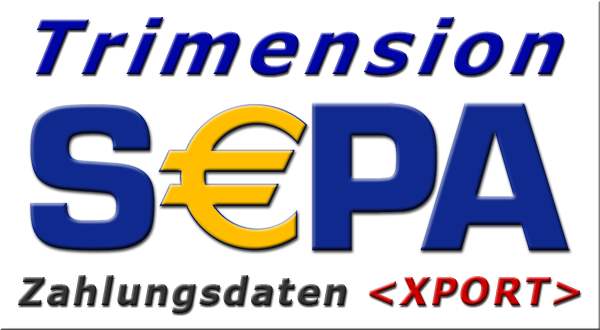 Trimension
S€PA
Zahlungsdaten <XPORT>